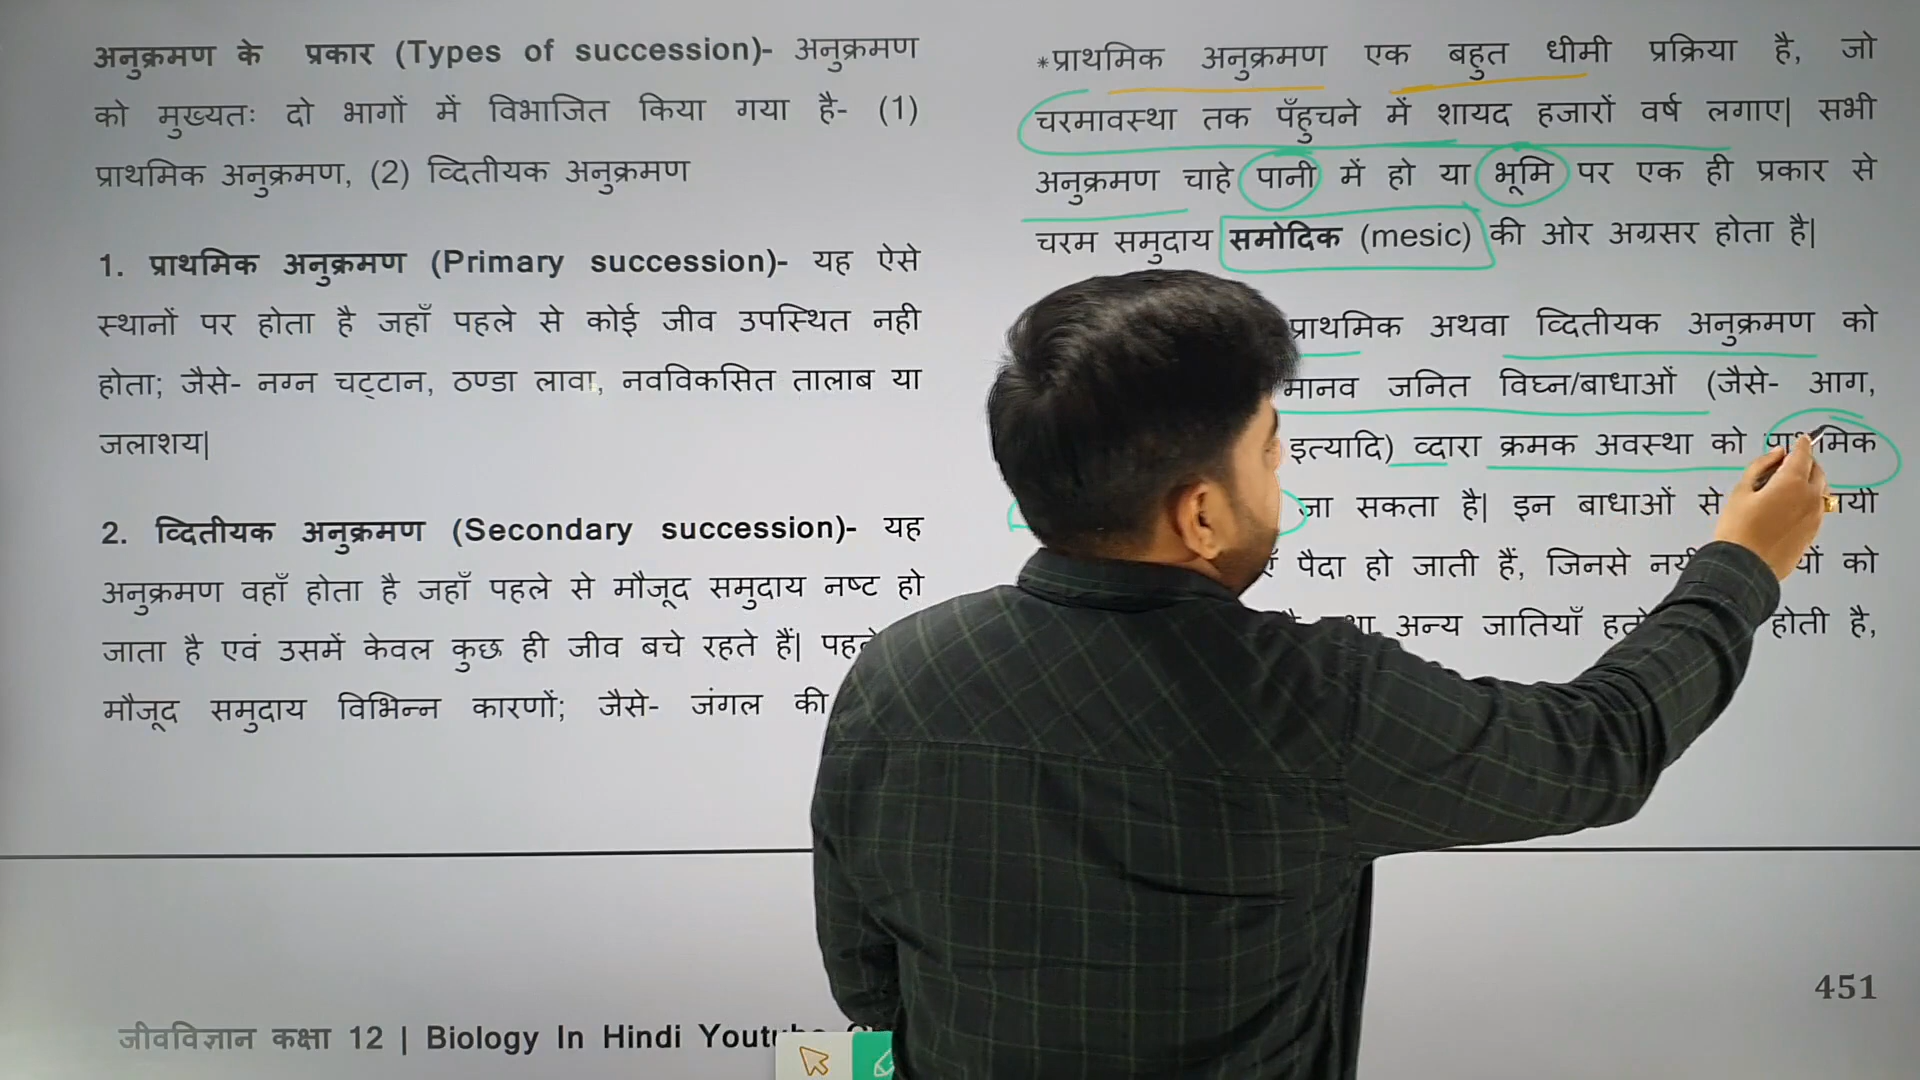 अनुक्रमण के प्रकार (Types of succession)- अनुक्रमण
को मुख्यतः दो भागों में विभाजित किया गया है- (1)
प्राथमिक अनुक्रमण, (2) व्दितीयक अनुक्रमण
1. प्राथमिक अनुक्रमण (Primary succession)- यह ऐसे
स्थानों पर होता है जहाँ पहले से कोई जीव उपस्थित नही
होता; जैसे- नग्न चट्टान, ठण्डा लावा, नवविकसित तालाब या
जलाशय|
2. व्दितीयक अनुक्रमण (Secondary succession)- यह
अनुक्रमण वहाँ होता है जहाँ पहले से मौजूद समुदाय नष्ट हो
जाता है एवं उसमें केवल कुछ ही जीव बचे रहते हैं|
मौजूद समुदाय विभिन्न कारणों; जैसे- जंगल की
*प्राथमिक अनुक्रमण एक बहुत धीमी प्रक्रिया है, जो
चरमावस्था तक पँहुचने में शायद हजारों वर्ष लगाए| सभी
अनुक्रमण चाहे पानी में हो या भूमि पर एक ही प्रकार से
चरम समुदाय समोदिक (mesic) की ओर अग्रसर होता है|
प्राथमिक अथवा व्दितीयक अनुक्रमण को
मानव जनित विघ्न/बाधाओं (जैसे- आग,
इत्यादि) व्दारा क्रमक अवस्था को प्राथमिक
जा सकता है| इन बाधाओं से
पैदा हो जाती हैं, जिनसे को
अन्य जातियाँ होती है,
451
जीवविज्ञान कक्षा 12 | Biology In Hindi